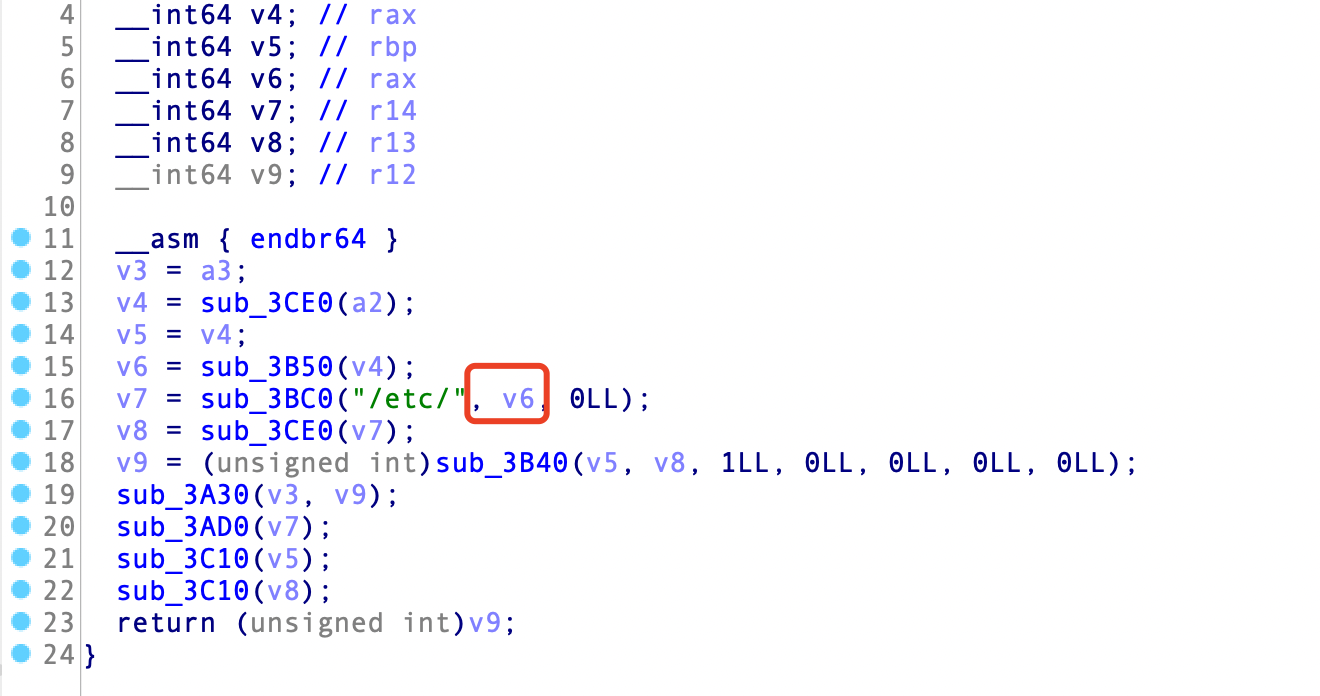 4 __int64 v4; // rax
5 __int64 v5; // rbp
6 __int64 v6; // rax
7 __int64 v7; // r14
8 __int64 v8; // r13
9 __int64 v9; // r12
10
11 __asm { endbr64 }
12 v3 = a3;
13 v4 = sub_3CE0(a2);
14 v5 = v4;
15 v6 = sub_3B50(v4);
16 v7 = sub_3BC0("/etc/", v6, 0LL);
17 v8 = sub_3CE0(v7);
18 v9 = (unsigned int)sub_3B40(v5, v8, 1LL, 0LL, 0LL, 0LL, 0LL);
19 sub_3A30(v3, v9);
20 sub_3AD0(v7);
21 sub_3C10(v5);
22 sub_3C10(v8);
23 return (unsigned int)v9;
24 }